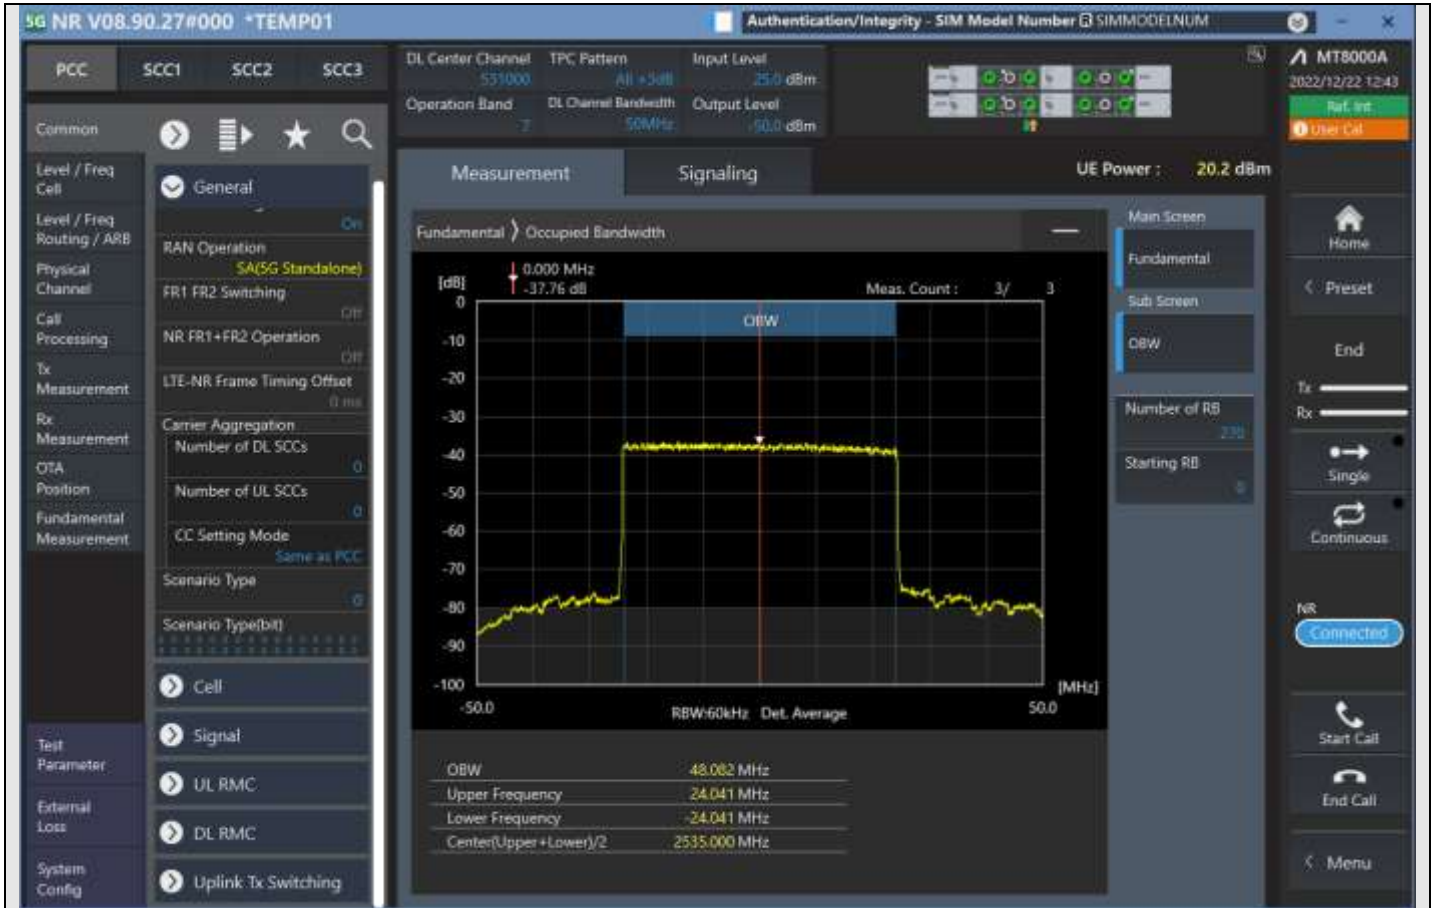 5G NR V08.90.27#000 *TEMP01
Authentication/Integrity - SIM Model Number SIMMODELNUM
PCC SCC1 SCC2 SCC3
DL Center Channel
531000
TPC Pattern
All +3dB
Input Level
25.0 dBm
Operation Band
7
DL Channel Bandwidth
50MHz
Output Level
-50.0 dBm
MT8000A
2022/12/22 12:43
Ref. Int
User Cal
Common
Level / Freq
Cell
Level / Freq
Routing / ARB
Physical
Channel
Call
Processing
Tx
Measurement
Rx
Measurement
OTA
Position
Fundamental
Measurement
Test
Parameter
External
Loss
System
Config
General
On
RAN Operation
SA(5G Standalone)
FR1 FR2 Switching
Off
NR FR1+FR2 Operation
Off
LTE-NR Frame Timing Offset
0 ms
Carrier Aggregation
Number of DL SCCs
0
Number of UL SCCs
0
CC Setting Mode
Same as PCC
Scenario Type
0
Scenario Type(bit)
Cell
Signal
UL RMC
DL RMC
Uplink Tx Switching
Measurement Signaling
UE Power : 20.2 dBm
Fundamental Occupied Bandwidth
[dB]
0.000 MHz
-37.76 dB
Meas. Count : 3/ 3
OBW
0
-10
-20
-30
-40
-50
-60
-70
-80
-90
-100
[MHz]
-50.0 RBW:60kHz Det. Average 50.0
OBW 48.082 MHz
Upper Frequency 24.041 MHz
Lower Frequency -24.041 MHz
Center(Upper+Lower)/2 2535.000 MHz
Main Screen
Fundamental
Sub Screen
OBW
Number of RB
270
Starting RB
0
Home
Preset
End
Tx
Rx
Single
Continuous
NR
Connected
Start Call
End Call
Menu